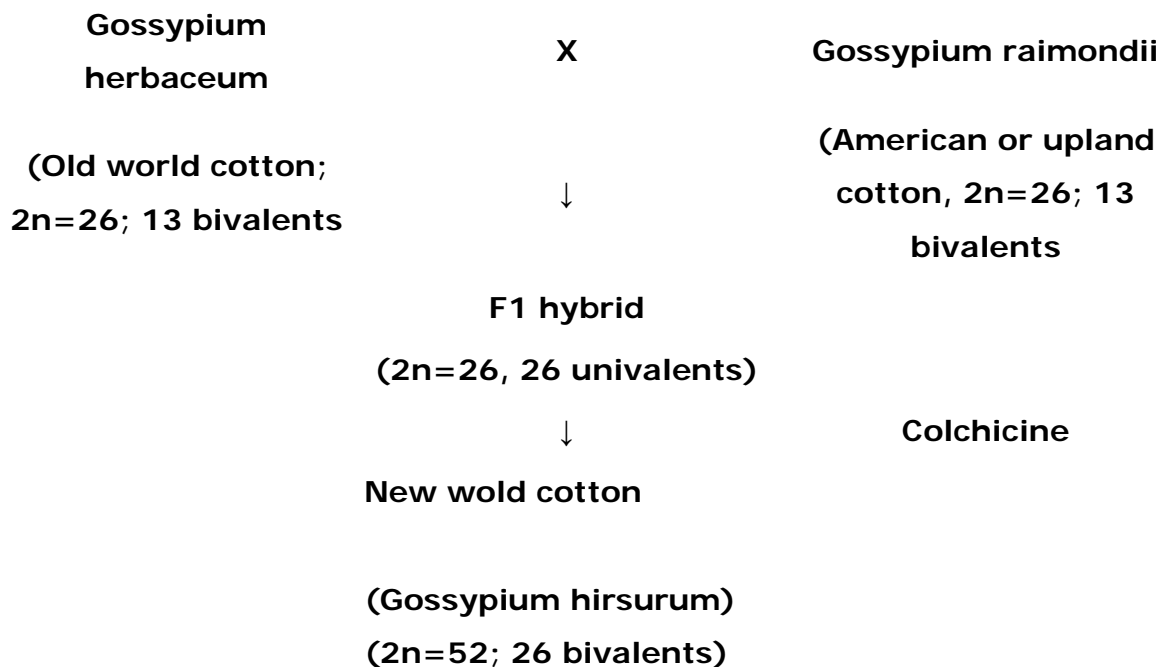 Gossypium
herbaceum
X
Gossypium raimondii
(Old world cotton;
2n=26; 13 bivalents
↓
(American or upland
cotton, 2n=26; 13
bivalents
F1 hybrid
(2n=26, 26 univalents)
↓
Colchicine
New wold cotton
(Gossypium hirsurum)
(2n=52; 26 bivalents)